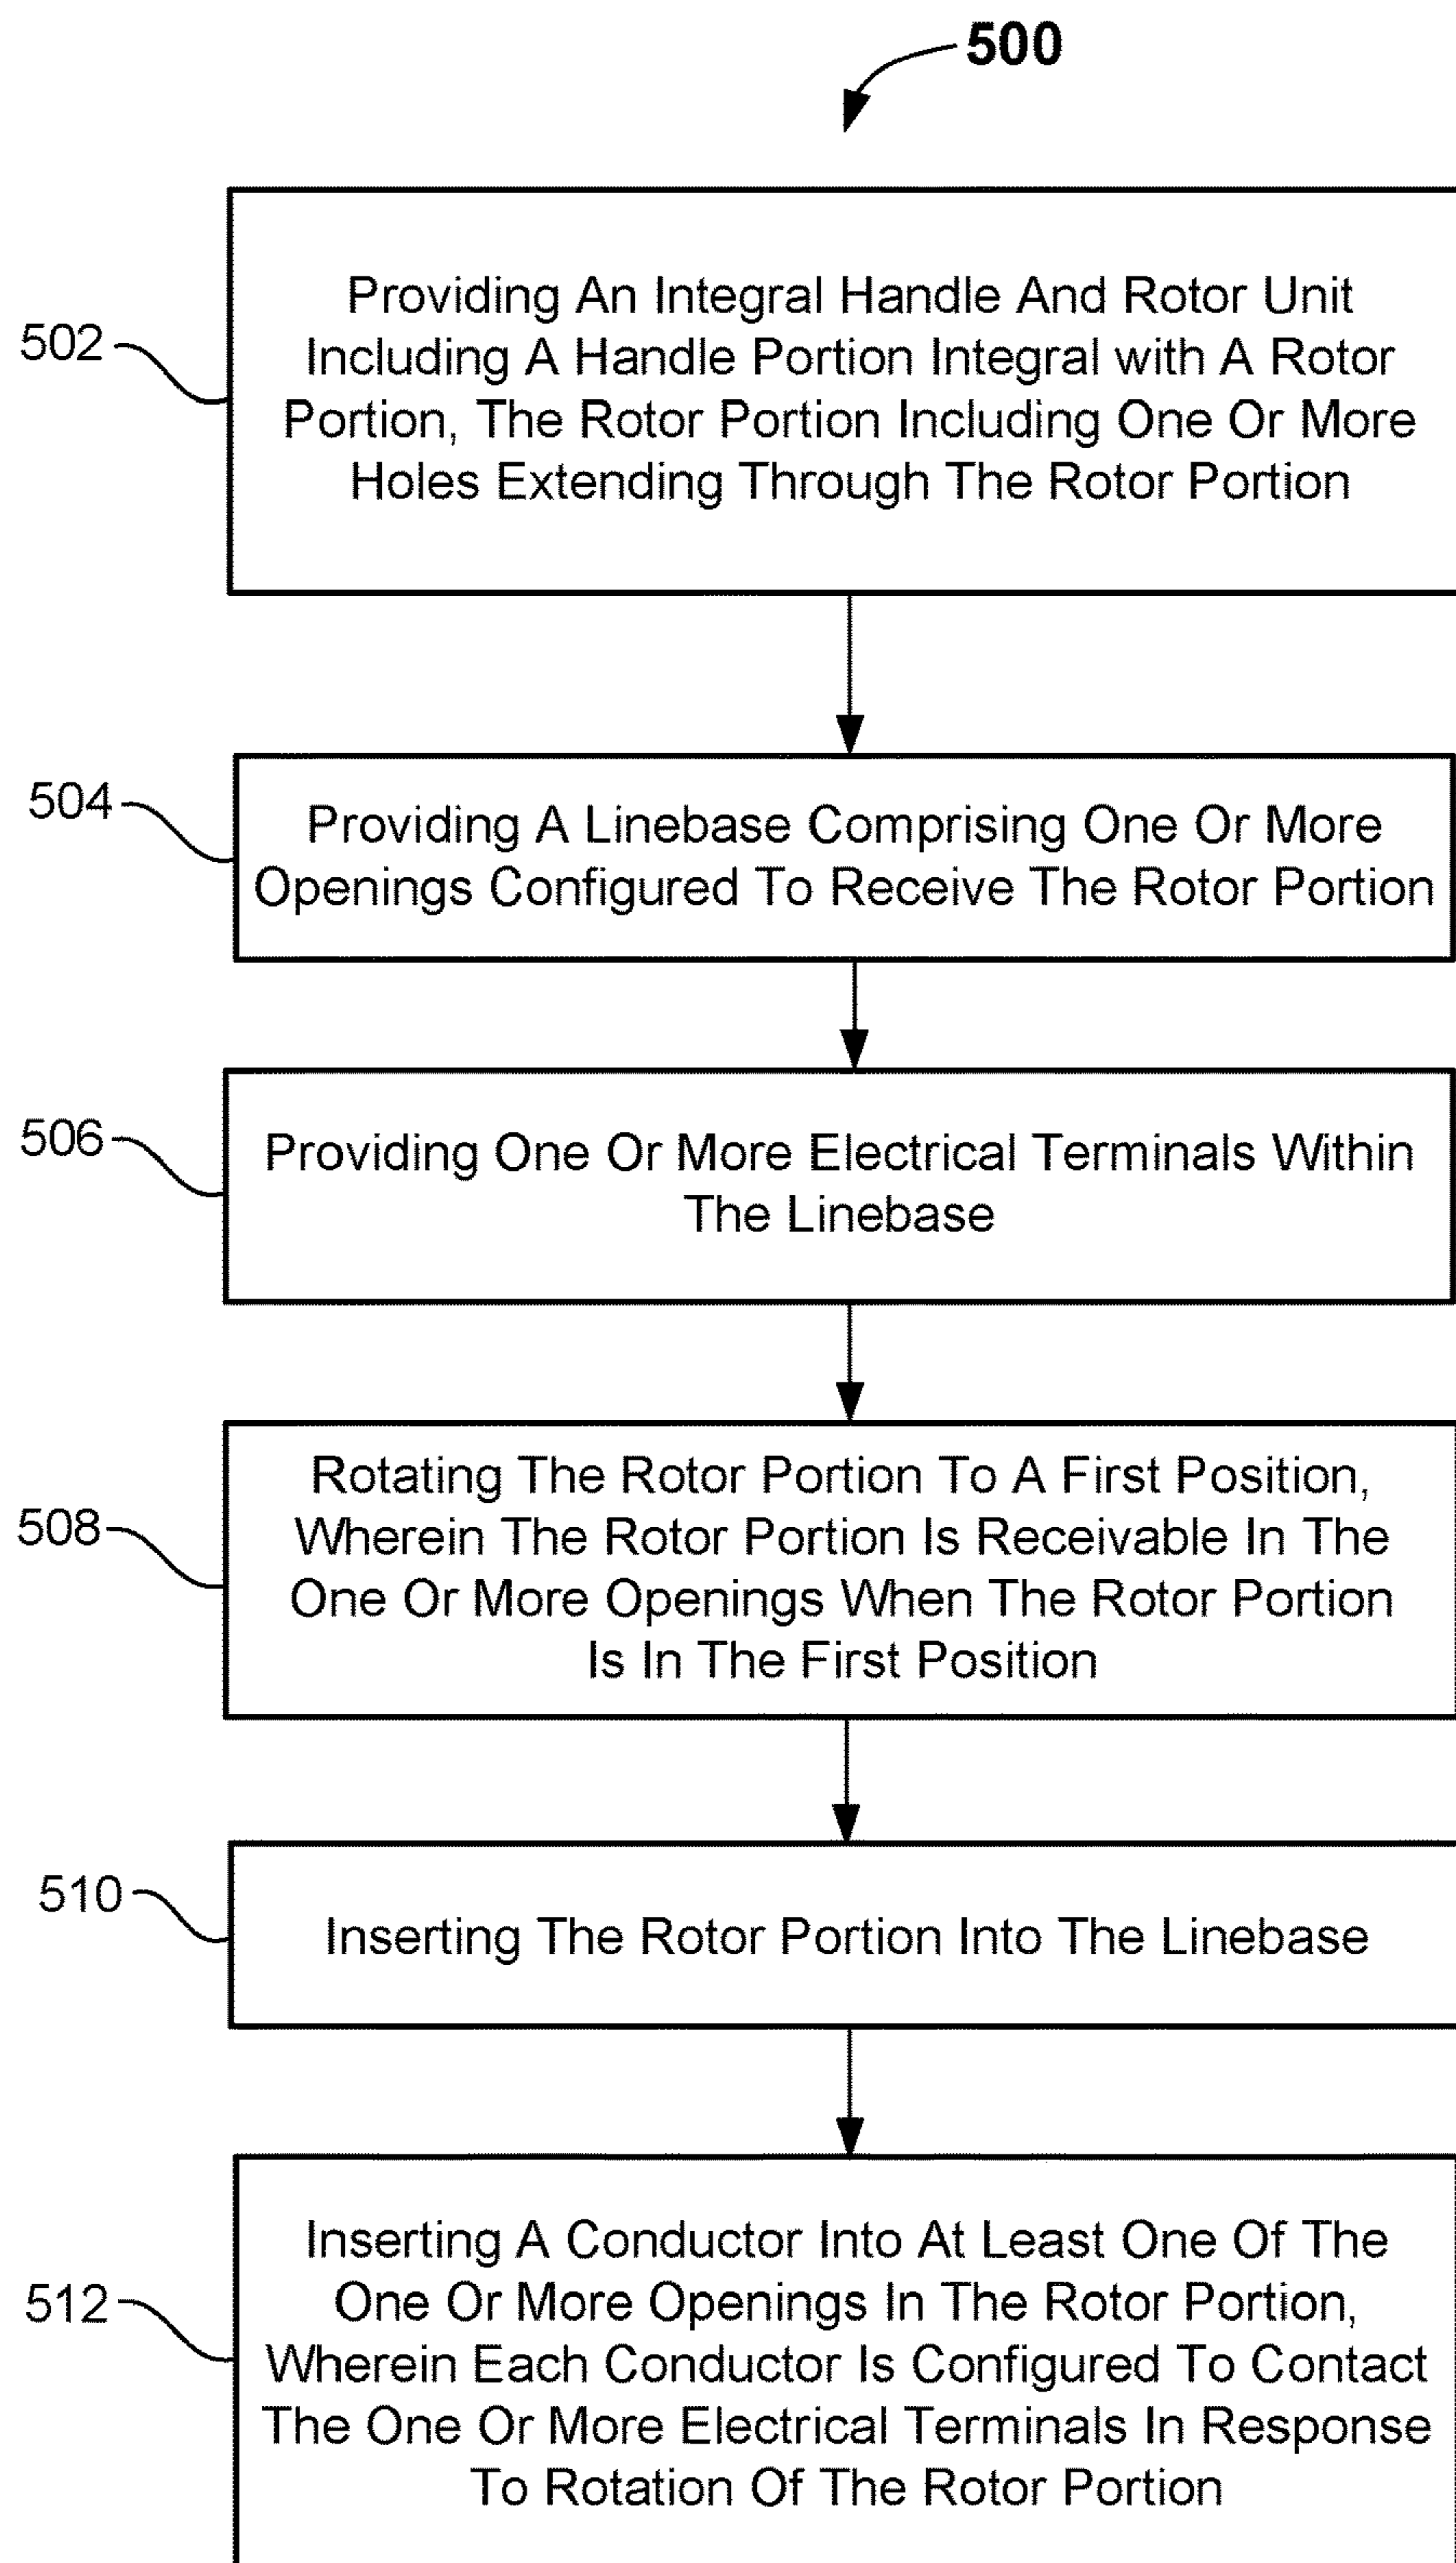 500
502
Providing An Integral Handle And Rotor Unit
Including A Handle Portion Integral with A Rotor
Portion, The Rotor Portion Including One Or More
Holes Extending Through The Rotor Portion
504
Providing A Linebase Comprising One Or More
Openings Configured To Receive The Rotor Portion
506
Providing One Or More Electrical Terminals Within
The Linebase
508
Rotating The Rotor Portion To A First Position,
Wherein The Rotor Portion Is Receivable In The
One Or More Openings When The Rotor Portion
Is In The First Position
510
Inserting The Rotor Portion Into The Linebase
512
Inserting A Conductor Into At Least One Of The
One Or More Openings In The Rotor Portion,
Wherein Each Conductor Is Configured To Contact
The One Or More Electrical Terminals In Response
To Rotation Of The Rotor Portion